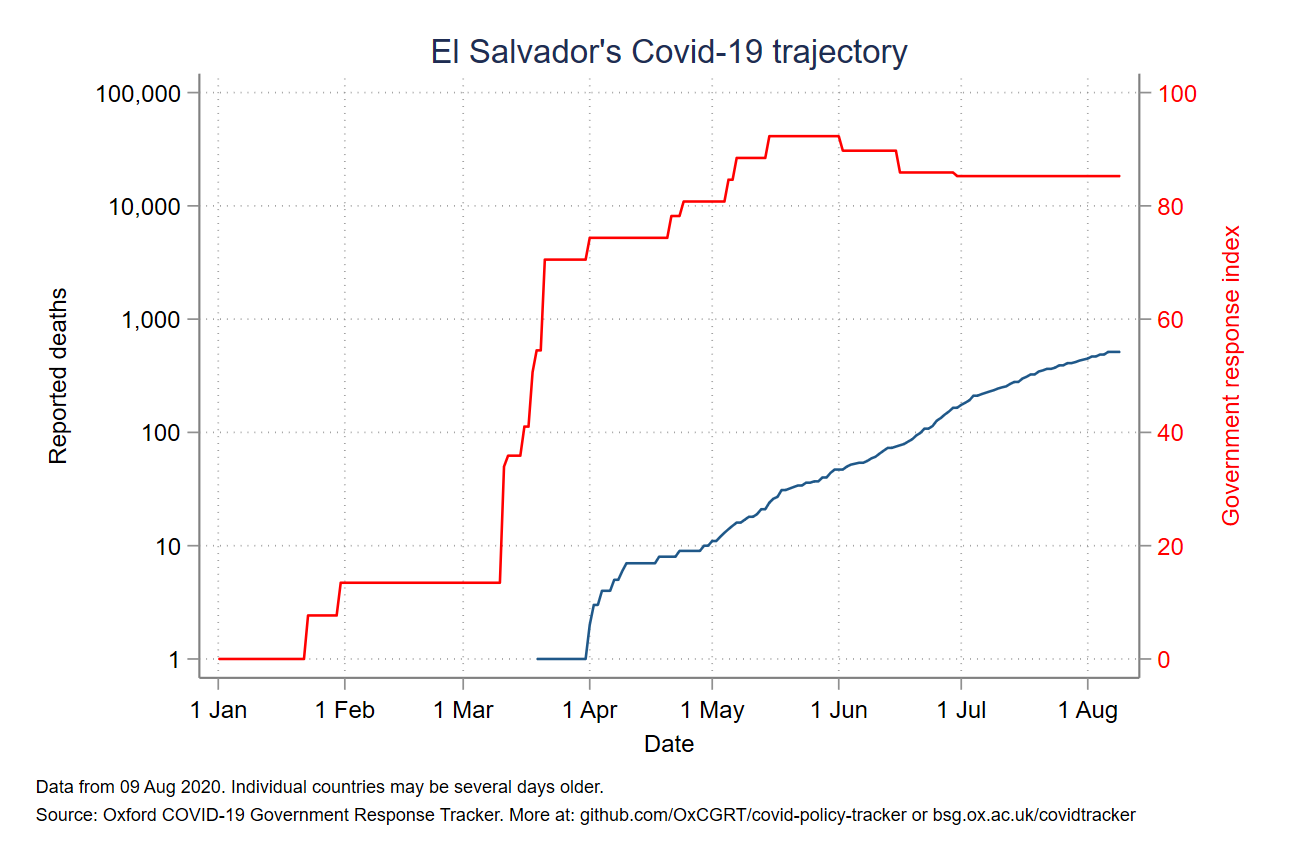 El Salvador's Covid-19 trajectory
100,000
10,000
1,000
100
10
1
Reported deaths
100
80
60
40
20
0
Government response index
1 Jan 1 Feb 1 Mar 1 Apr 1 May 1 Jun 1 Jul 1 Aug
Date
Data from 09 Aug 2020. Individual countries may be several days older.
Source: Oxford COVID-19 Government Response Tracker. More at: github.com/OxCGRT/covid-policy-tracker or bsg.ox.ac.uk/covidtracker